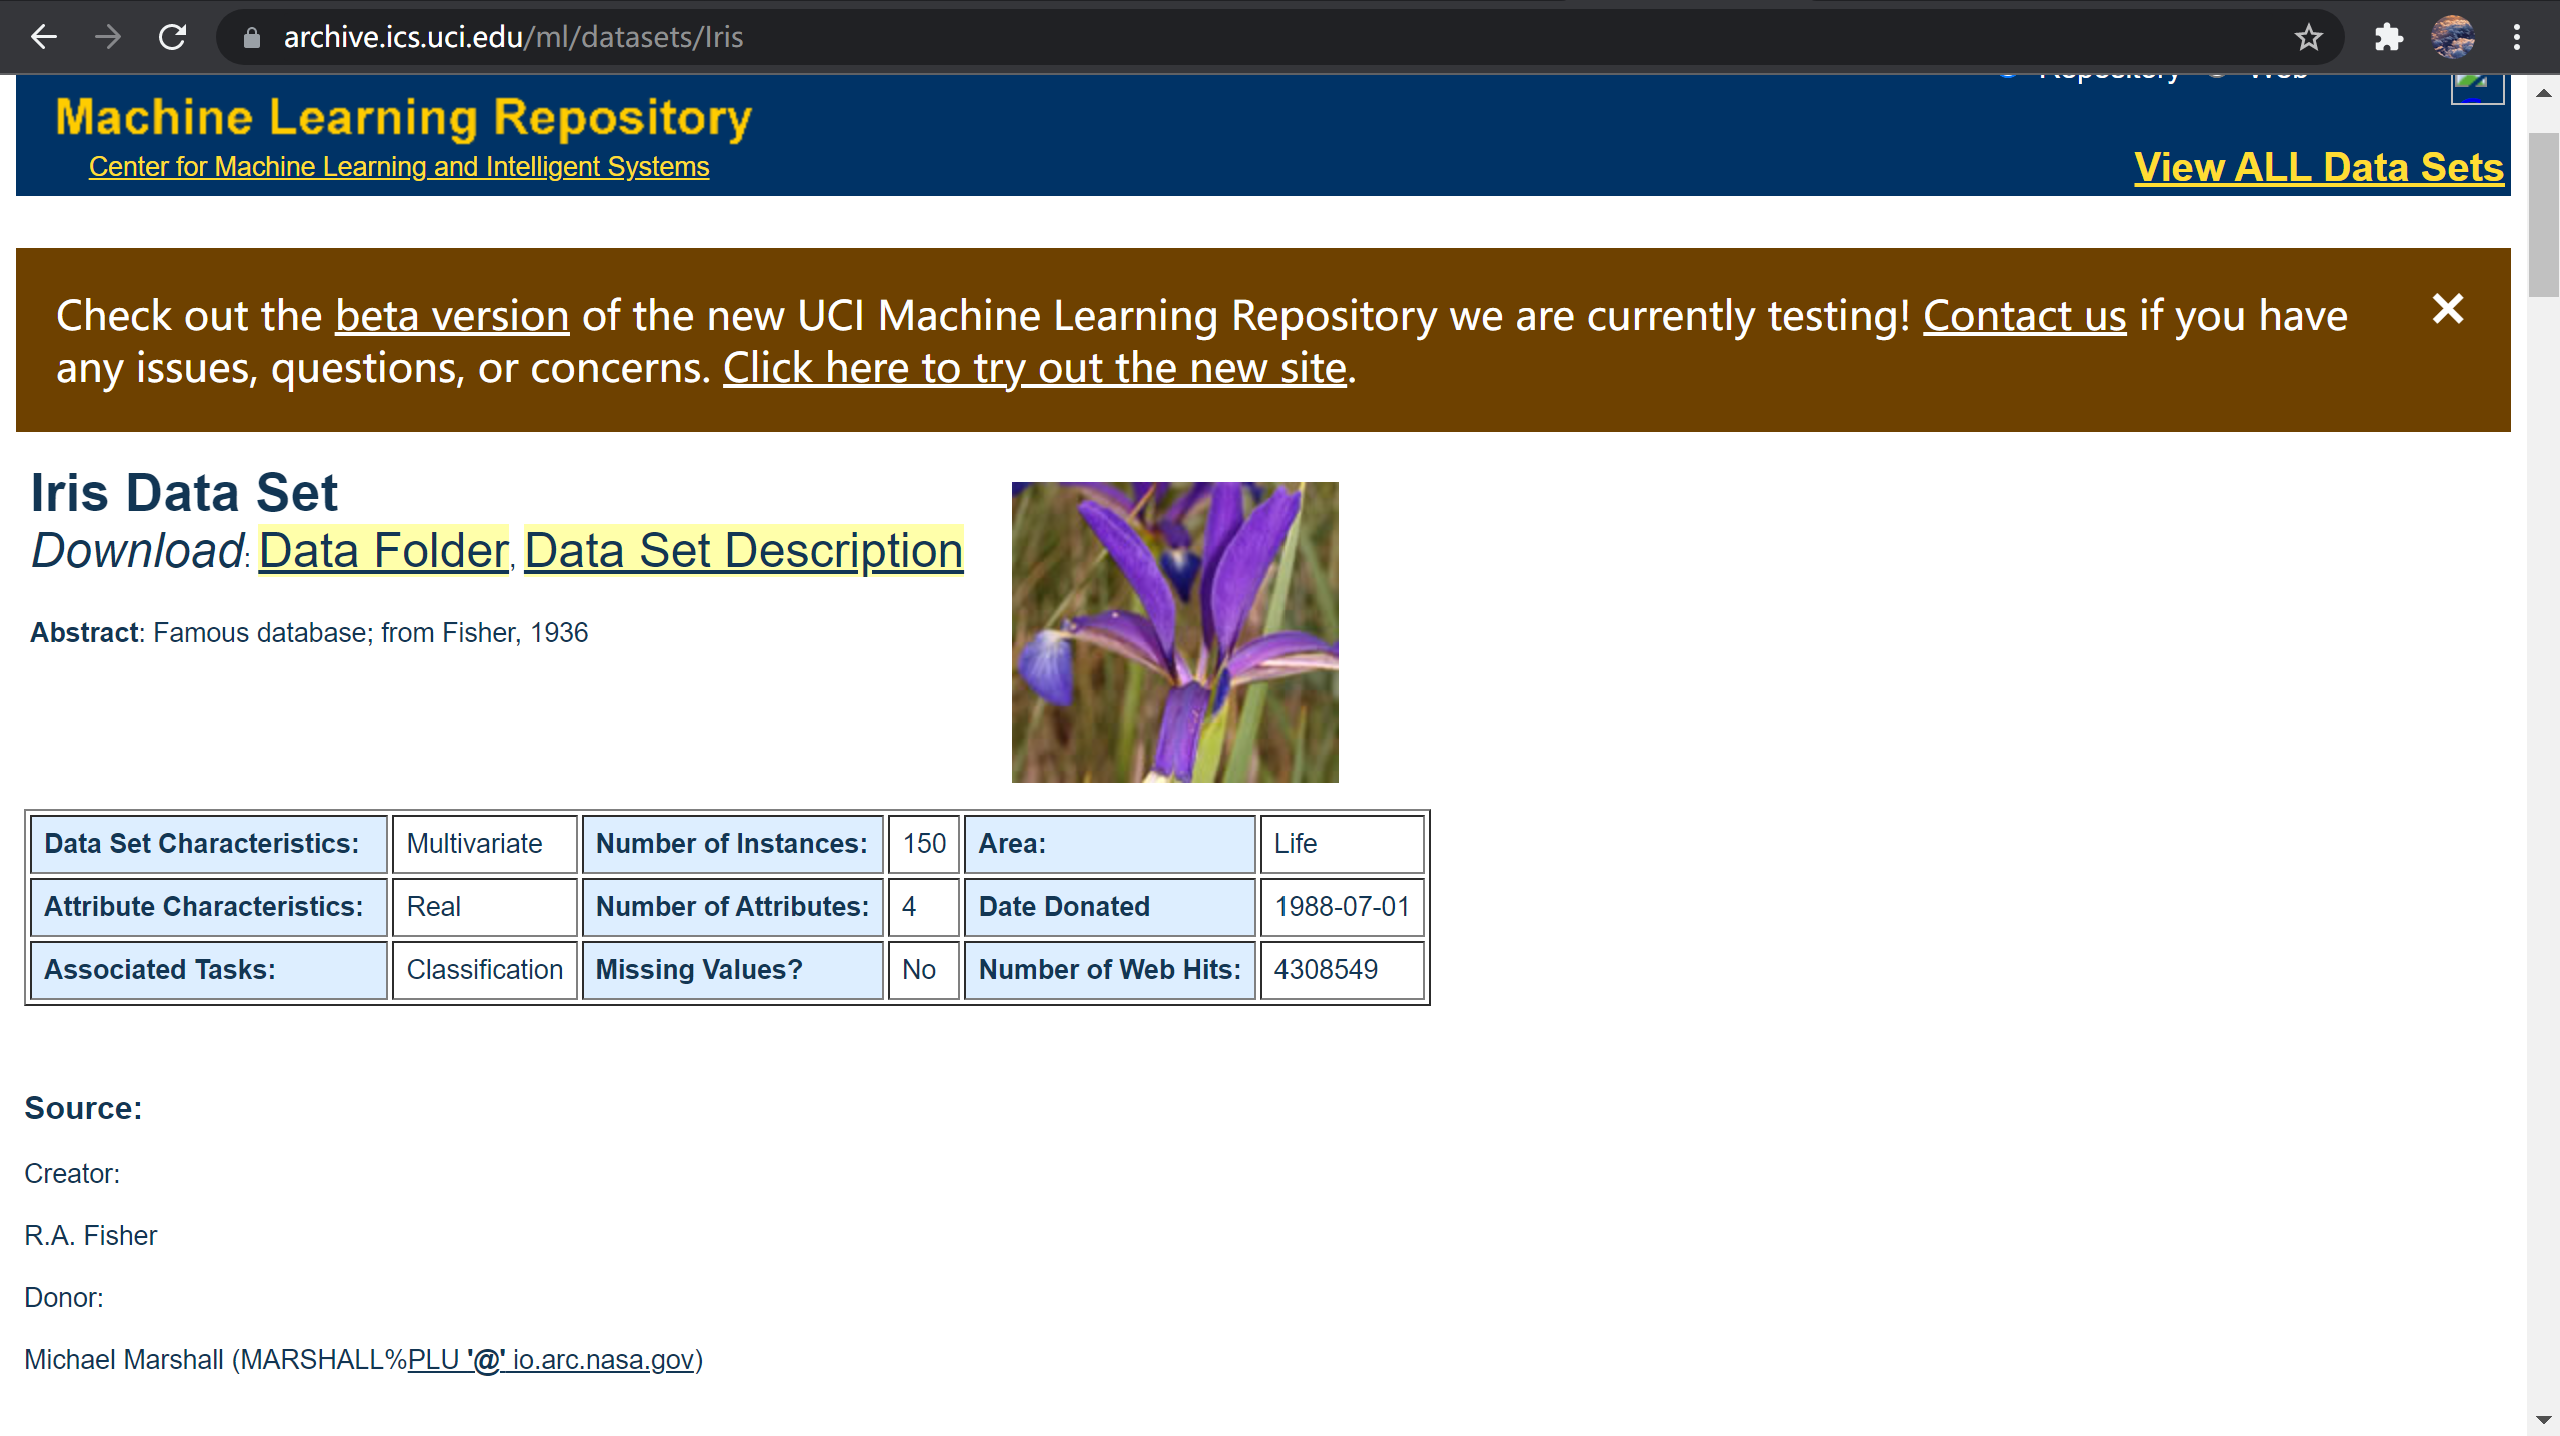 archive.ics.uci.edu/ml/datasets/Iris
Repository Web
Machine Learning Repository
Center for Machine Learning and Intelligent Systems
View ALL Data Sets
Check out the beta version of the new UCI Machine Learning Repository we are currently testing! Contact us if you have
any issues, questions, or concerns. Click here to try out the new site.
Iris Data Set
Download: Data Folder, Data Set Description
Abstract: Famous database; from Fisher, 1936
Data Set Characteristics: Multivariate Number of Instances: 150 Area: Life
Attribute Characteristics: Real Number of Attributes: 4 Date Donated 1988-07-01
Associated Tasks: Classification Missing Values? No Number of Web Hits: 4308549
Source:
Creator:
R.A. Fisher
Donor:
Michael Marshall (MARSHALL%PLU '@' io.arc.nasa.gov)